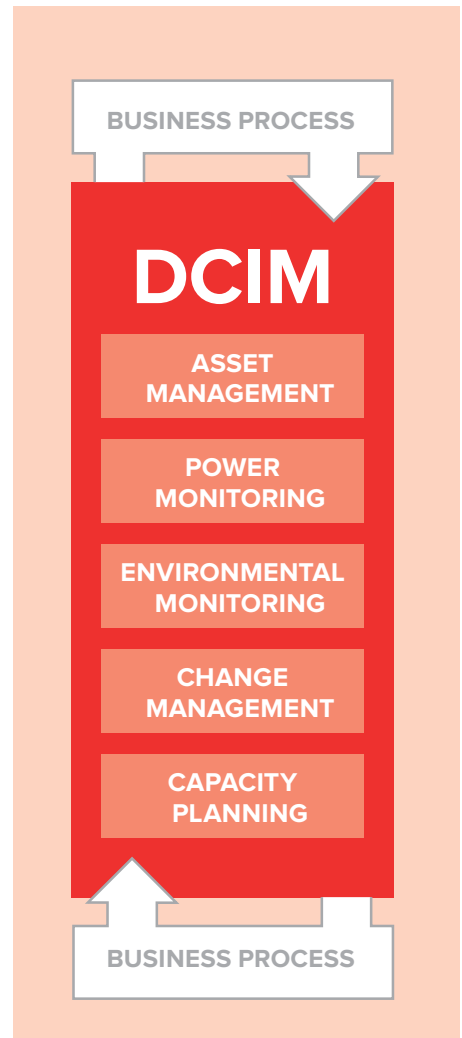 BUSINESS PROCESS
DCIM
ASSET
MANAGEMENT
POWER
MONITORING
ENVIRONMENTAL
MONITORING
CHANGE
MANAGEMENT
CAPACITY
PLANNING
BUSINESS PROCESS